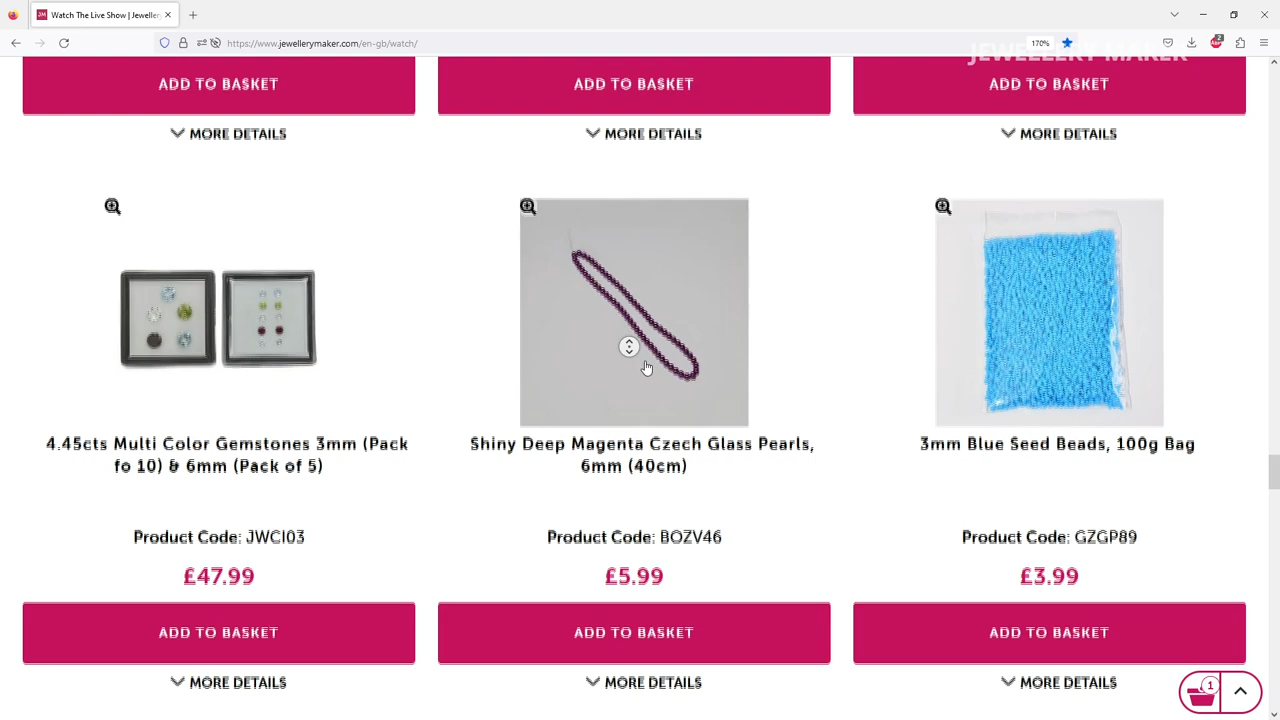 Watch The Live Show | Jeweller
https://www.jewellerymaker.com/en-gb/watch/
170%
2
JEWELLERY MAKER
ADD TO BASKET
ADD TO BASKET
ADD TO BASKET
MORE DETAILS
MORE DETAILS
MORE DETAILS
4.45cts Multi Color Gemstones 3mm (Pack
fo 10) & 6mm (Pack of 5)
Shiny Deep Magenta Czech Glass Pearls,
6mm (40cm)
3mm Blue Seed Beads, 100g Bag
Product Code: JWCI03
Product Code: BOZV46
Product Code: GZGP89
£47.99
£5.99
£3.99
ADD TO BASKET
ADD TO BASKET
ADD TO BASKET
MORE DETAILS
MORE DETAILS
MORE DETAILS
1